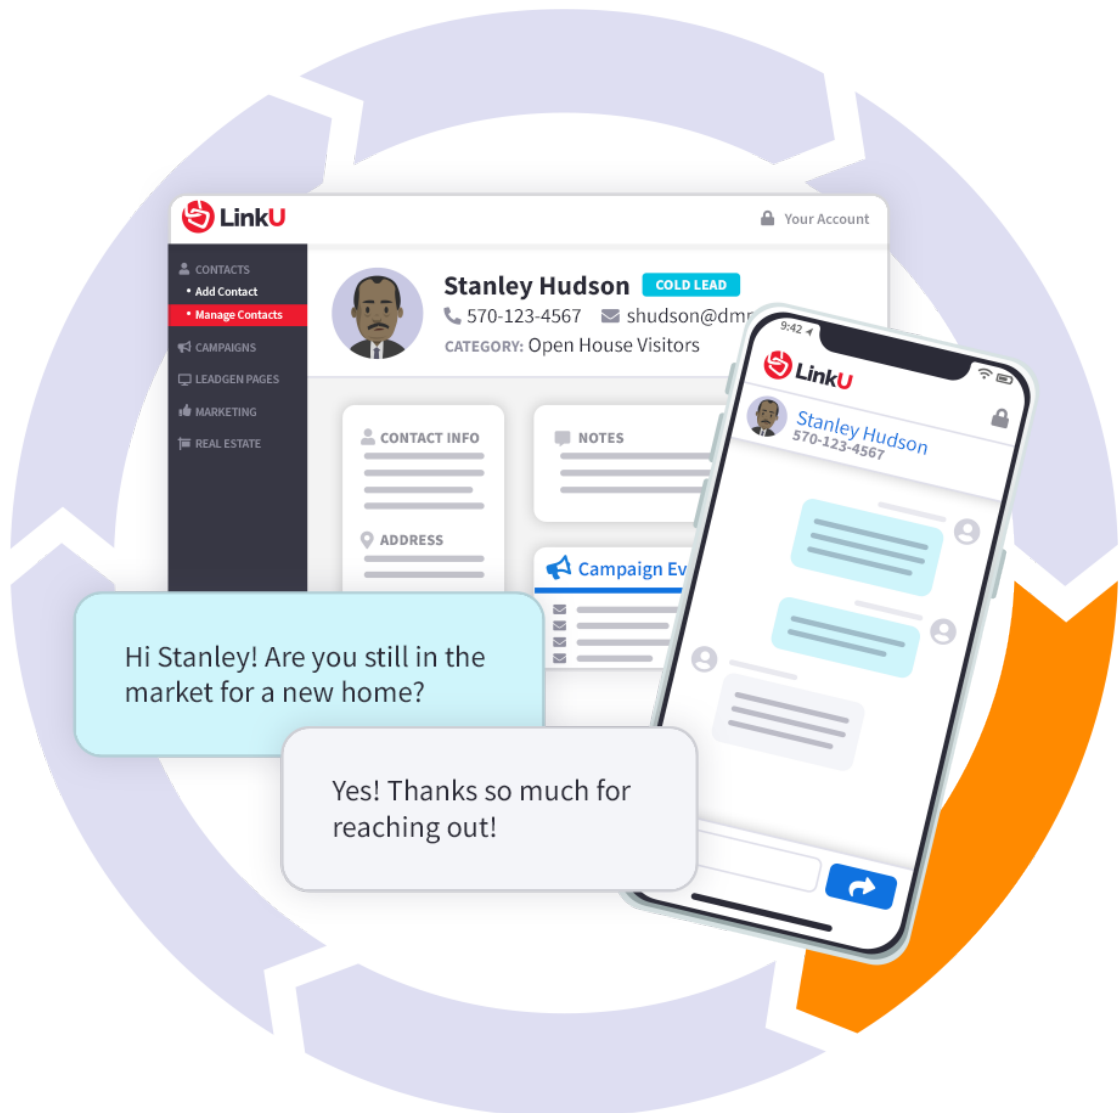 LinkU
Your Account
CONTACTS
• Add Contact
• Manage Contacts
CAMPAIGNS
LEADGEN PAGES
MARKETING
REAL ESTATE
Stanley Hudson COLD LEAD
570-123-4567
CATEGORY: Open House Visitors
CONTACT INFO
ADDRESS
NOTES
Campaign
9:42
LinkU
Stanley Hudson
570-123-4567
Hi Stanley! Are you still in the
market for a new home?
Yes! Thanks so much for
reaching out!